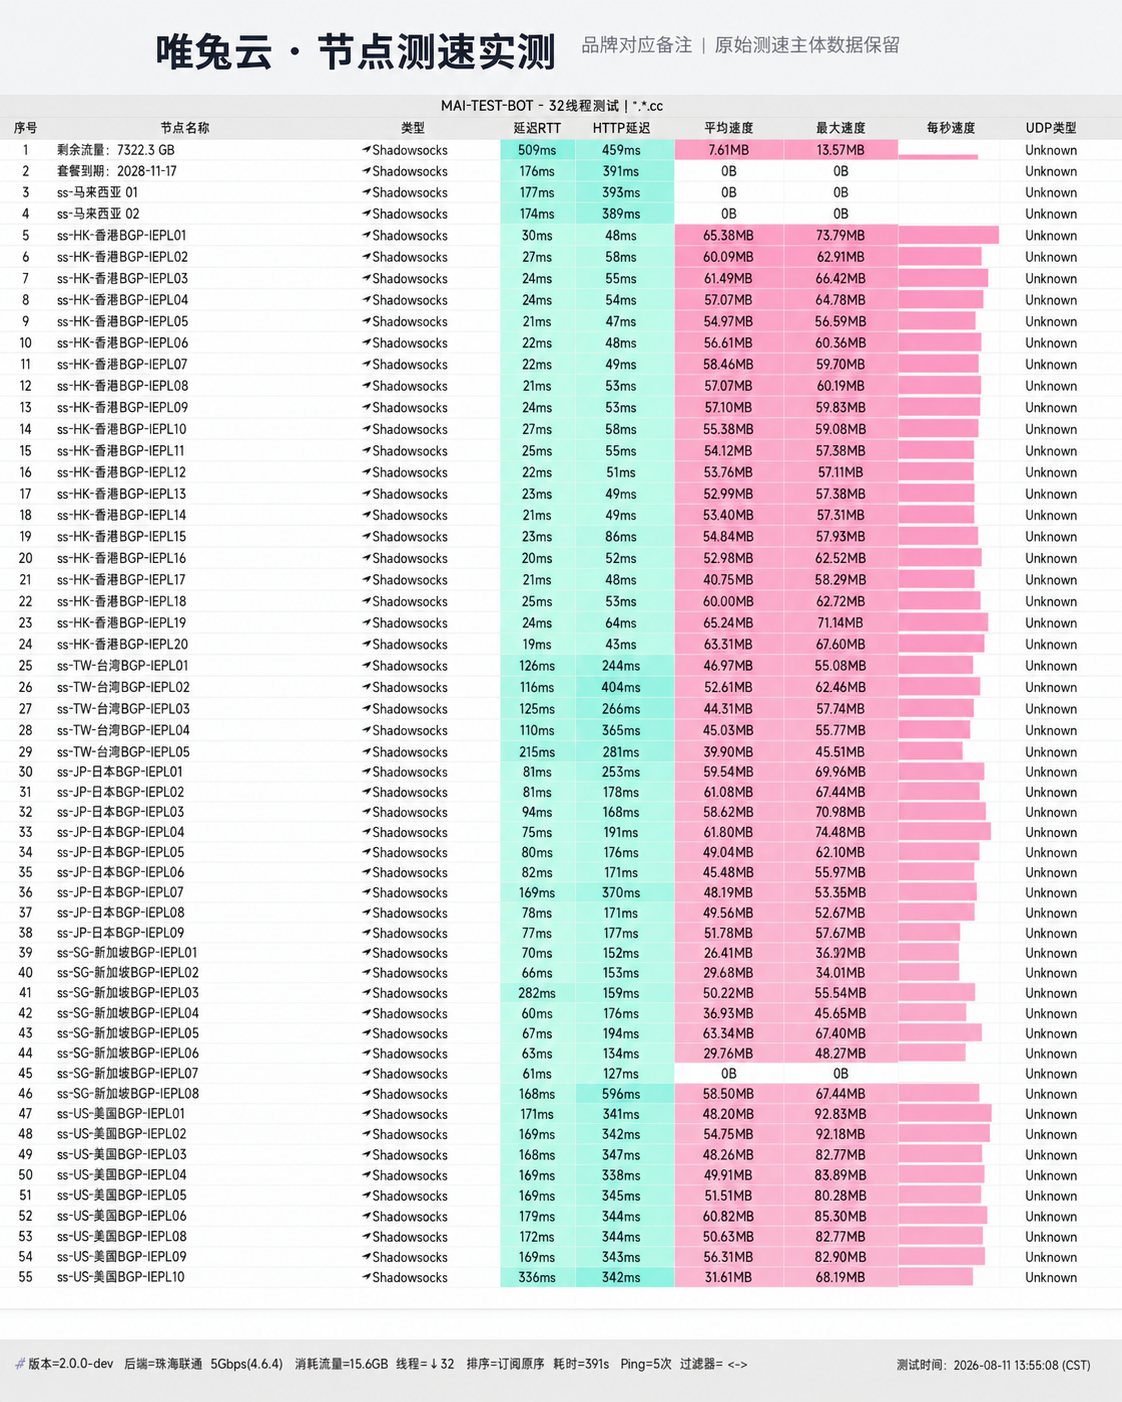 唯兔云 · 节点测速实测 品牌对应备注 | 原始测速主体数据保留
MAI-TEST-BOT - 32线程测试 | *.*.cc
序号 节点名称 类型 延迟RTT HTTP延迟 平均速度 最大速度 每秒速度 UDP类型
1 剩余流量：7322.3 GB Shadowsocks 509ms 459ms 7.61MB 13.57MB Unknown
2 套餐到期：2028-11-17 Shadowsocks 176ms 391ms 0B 0B Unknown
3 ss-马来西亚 01 Shadowsocks 177ms 393ms 0B 0B Unknown
4 ss-马来西亚 02 Shadowsocks 174ms 389ms 0B 0B Unknown
5 ss-HK-香港BGP-IEPL01 Shadowsocks 30ms 48ms 65.38MB 73.79MB Unknown
6 ss-HK-香港BGP-IEPL02 Shadowsocks 27ms 58ms 60.09MB 62.91MB Unknown
7 ss-HK-香港BGP-IEPL03 Shadowsocks 24ms 55ms 61.49MB 66.42MB Unknown
8 ss-HK-香港BGP-IEPL04 Shadowsocks 24ms 54ms 57.07MB 64.78MB Unknown
9 ss-HK-香港BGP-IEPL05 Shadowsocks 21ms 47ms 54.97MB 56.59MB Unknown
10 ss-HK-香港BGP-IEPL06 Shadowsocks 22ms 48ms 56.61MB 60.36MB Unknown
11 ss-HK-香港BGP-IEPL07 Shadowsocks 22ms 49ms 58.46MB 59.70MB Unknown
12 ss-HK-香港BGP-IEPL08 Shadowsocks 21ms 53ms 57.07MB 60.19MB Unknown
13 ss-HK-香港BGP-IEPL09 Shadowsocks 24ms 53ms 57.10MB 59.83MB Unknown
14 ss-HK-香港BGP-IEPL10 Shadowsocks 27ms 58ms 55.38MB 59.08MB Unknown
15 ss-HK-香港BGP-IEPL11 Shadowsocks 25ms 55ms 54.12MB 57.38MB Unknown
16 ss-HK-香港BGP-IEPL12 Shadowsocks 22ms 51ms 53.76MB 57.11MB Unknown
17 ss-HK-香港BGP-IEPL13 Shadowsocks 23ms 49ms 52.99MB 57.38MB Unknown
18 ss-HK-香港BGP-IEPL14 Shadowsocks 21ms 49ms 53.40MB 57.31MB Unknown
19 ss-HK-香港BGP-IEPL15 Shadowsocks 23ms 86ms 54.84MB 57.93MB Unknown
20 ss-HK-香港BGP-IEPL16 Shadowsocks 20ms 52ms 52.98MB 62.52MB Unknown
21 ss-HK-香港BGP-IEPL17 Shadowsocks 21ms 48ms 40.75MB 58.29MB Unknown
22 ss-HK-香港BGP-IEPL18 Shadowsocks 25ms 53ms 60.00MB 62.72MB Unknown
23 ss-HK-香港BGP-IEPL19 Shadowsocks 24ms 64ms 65.24MB 71.14MB Unknown
24 ss-HK-香港BGP-IEPL20 Shadowsocks 19ms 43ms 63.31MB 67.60MB Unknown
25 ss-TW-台湾BGP-IEPL01 Shadowsocks 126ms 244ms 46.97MB 55.08MB Unknown
26 ss-TW-台湾BGP-IEPL02 Shadowsocks 116ms 404ms 52.61MB 62.46MB Unknown
27 ss-TW-台湾BGP-IEPL03 Shadowsocks 125ms 266ms 44.31MB 57.74MB Unknown
28 ss-TW-台湾BGP-IEPL04 Shadowsocks 110ms 365ms 45.03MB 55.77MB Unknown
29 ss-TW-台湾BGP-IEPL05 Shadowsocks 215ms 281ms 39.90MB 45.51MB Unknown
30 ss-JP-日本BGP-IEPL01 Shadowsocks 81ms 253ms 59.54MB 69.96MB Unknown
31 ss-JP-日本BGP-IEPL02 Shadowsocks 81ms 178ms 61.08MB 67.44MB Unknown
32 ss-JP-日本BGP-IEPL03 Shadowsocks 94ms 168ms 58.62MB 70.98MB Unknown
33 ss-JP-日本BGP-IEPL04 Shadowsocks 75ms 191ms 61.80MB 74.48MB Unknown
34 ss-JP-日本BGP-IEPL05 Shadowsocks 80ms 176ms 49.04MB 62.10MB Unknown
35 ss-JP-日本BGP-IEPL06 Shadowsocks 82ms 171ms 45.48MB 55.97MB Unknown
36 ss-JP-日本BGP-IEPL07 Shadowsocks 169ms 370ms 48.19MB 53.35MB Unknown
37 ss-JP-日本BGP-IEPL08 Shadowsocks 78ms 171ms 49.56MB 52.67MB Unknown
38 ss-JP-日本BGP-IEPL09 Shadowsocks 77ms 177ms 51.78MB 57.67MB Unknown
39 ss-SG-新加坡BGP-IEPL01 Shadowsocks 70ms 152ms 26.41MB 36.97MB Unknown
40 ss-SG-新加坡BGP-IEPL02 Shadowsocks 66ms 153ms 29.68MB 34.01MB Unknown
41 ss-SG-新加坡BGP-IEPL03 Shadowsocks 282ms 159ms 50.22MB 55.54MB Unknown
42 ss-SG-新加坡BGP-IEPL04 Shadowsocks 60ms 176ms 36.93MB 45.65MB Unknown
43 ss-SG-新加坡BGP-IEPL05 Shadowsocks 67ms 194ms 63.34MB 67.40MB Unknown
44 ss-SG-新加坡BGP-IEPL06 Shadowsocks 63ms 134ms 29.76MB 48.27MB Unknown
45 ss-SG-新加坡BGP-IEPL07 Shadowsocks 61ms 127ms 0B 0B Unknown
46 ss-SG-新加坡BGP-IEPL08 Shadowsocks 168ms 596ms 58.50MB 67.44MB Unknown
47 ss-US-美国BGP-IEPL01 Shadowsocks 171ms 341ms 48.20MB 92.83MB Unknown
48 ss-US-美国BGP-IEPL02 Shadowsocks 169ms 342ms 54.75MB 92.18MB Unknown
49 ss-US-美国BGP-IEPL03 Shadowsocks 168ms 347ms 48.26MB 82.77MB Unknown
50 ss-US-美国BGP-IEPL04 Shadowsocks 169ms 338ms 49.91MB 83.89MB Unknown
51 ss-US-美国BGP-IEPL05 Shadowsocks 169ms 345ms 51.51MB 80.28MB Unknown
52 ss-US-美国BGP-IEPL06 Shadowsocks 179ms 344ms 60.82MB 85.30MB Unknown
53 ss-US-美国BGP-IEPL08 Shadowsocks 172ms 344ms 50.63MB 82.77MB Unknown
54 ss-US-美国BGP-IEPL09 Shadowsocks 169ms 343ms 56.31MB 82.90MB Unknown
55 ss-US-美国BGP-IEPL10 Shadowsocks 336ms 342ms 31.61MB 68.19MB Unknown
# 版本=2.0.0-dev 后端=珠海联通 5Gbps(4.6.4) 消耗流量=15.6GB 线程=↓32 排序=订阅原序 耗时=391s Ping=5次 过滤器= <-> 测试时间：2026-08-11 13:55:08 (CST)